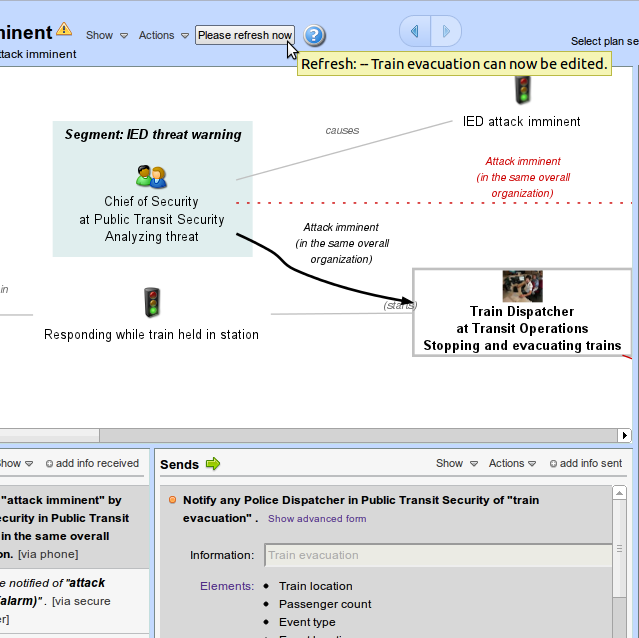 minent
Show
Actions
Please refresh now
?
ttack imminent
Select plan se
Refresh: -- Train evacuation can now be edited.
Segment: IED threat warning
causes
IED attack imminent
Chief of Security
at Public Transit Security
Analyzing threat
Attack imminent
(in the same overall
organization)
Attack imminent
(in the same overall
organization)
in
(starts)
Responding while train held in station
Train Dispatcher
at Transit Operations
Stopping and evacuating trains
Show
add info received
"attack imminent" by
ecurity in Public Transit
in the same overall
on. [via phone]
e notified of "attack
(alarm)" . [via secure
er]
Sends
Show
Actions
add info sent
Notify any Police Dispatcher in Public Transit Security of "train
evacuation" . Show advanced form
Information: Train evacuation
Elements:
• Train location
• Passenger count
• Event type